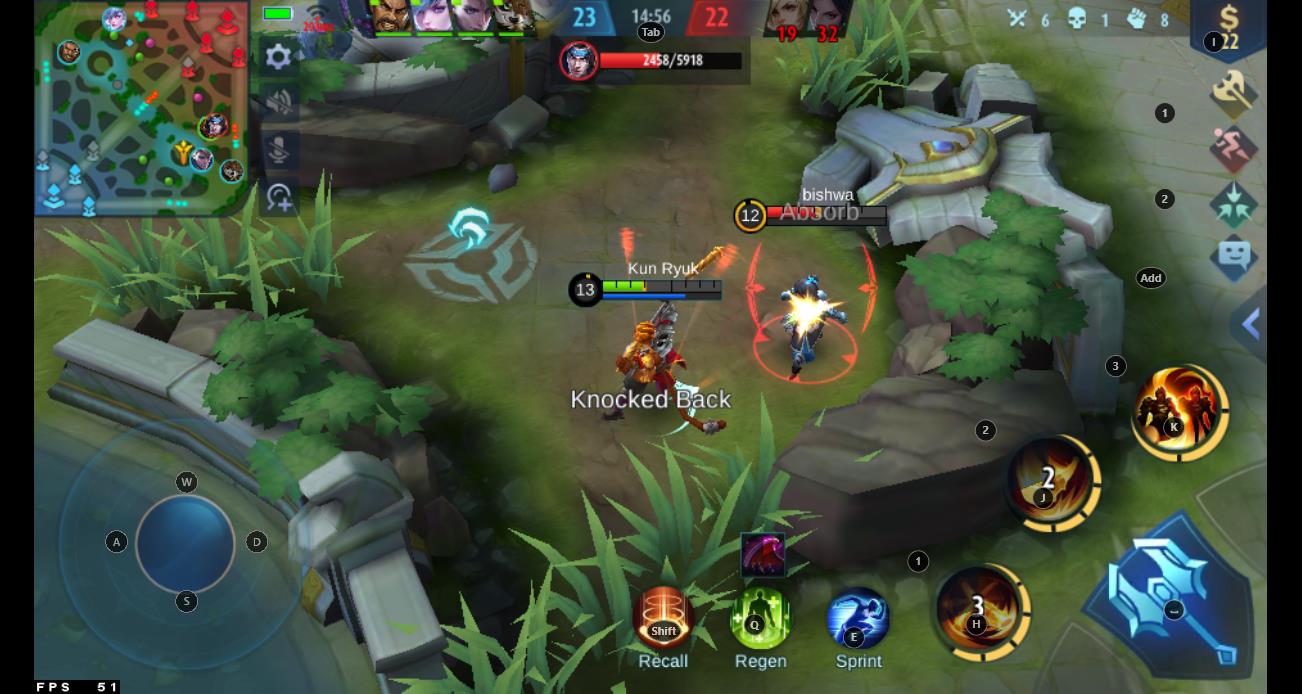 23 14:56 22
Tab
6 1 8
19 32
I 22
2458/5918
1
bishwa
12 Absorb
2
Kun Ryuk
13
Add
3
Knocked Back
K
2
2
J
W
A D
S
1
3
H
Shift Q E
Recall Regen Sprint
FPS 51